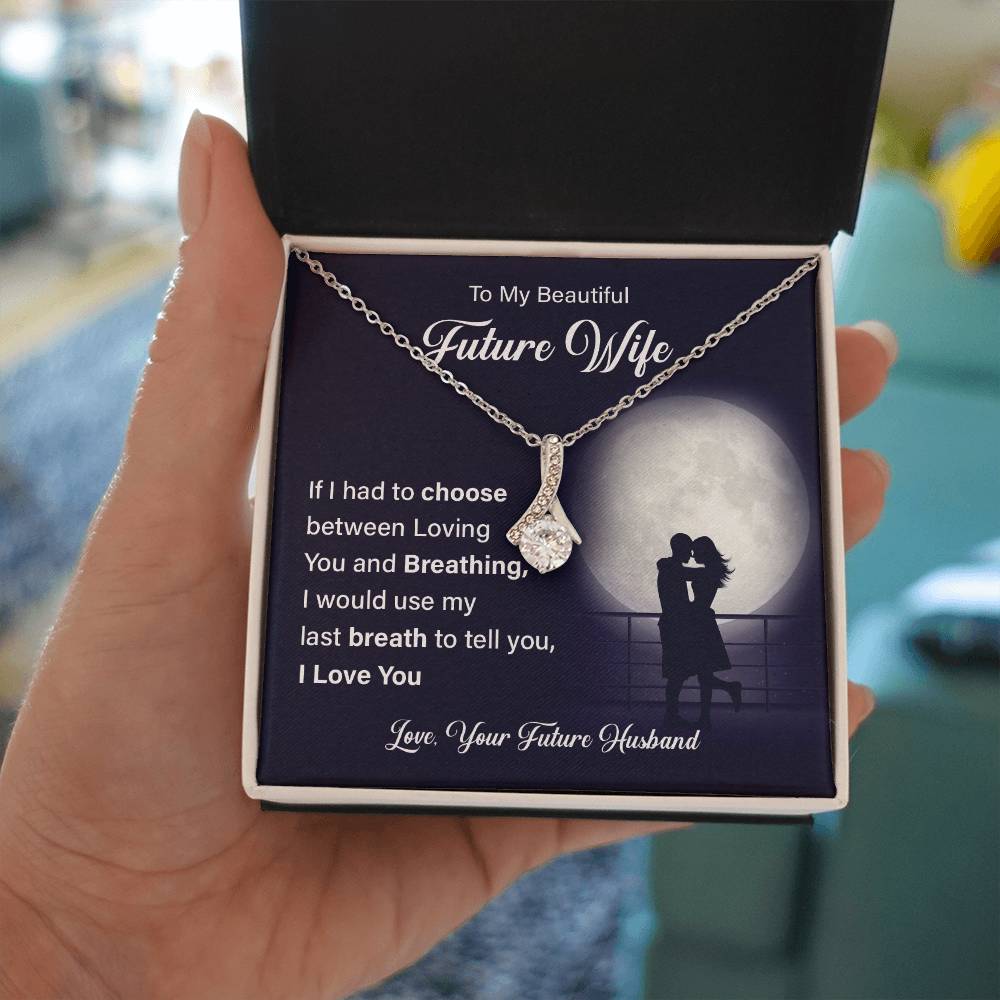 To My Beautiful
Future Wife
If I had to choose
between Loving
You and Breathing,
I would use my
last breath to tell you,
I Love You
Love, Your Future Husband